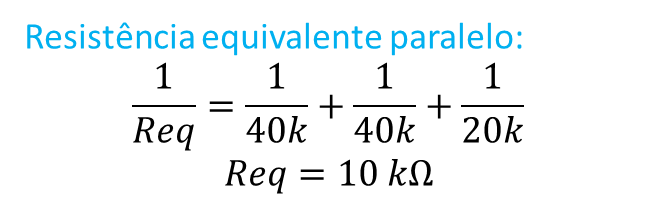 Resistência equivalente paralelo:
1/Req = 1/40k + 1/40k + 1/20k
Req = 10 kΩ